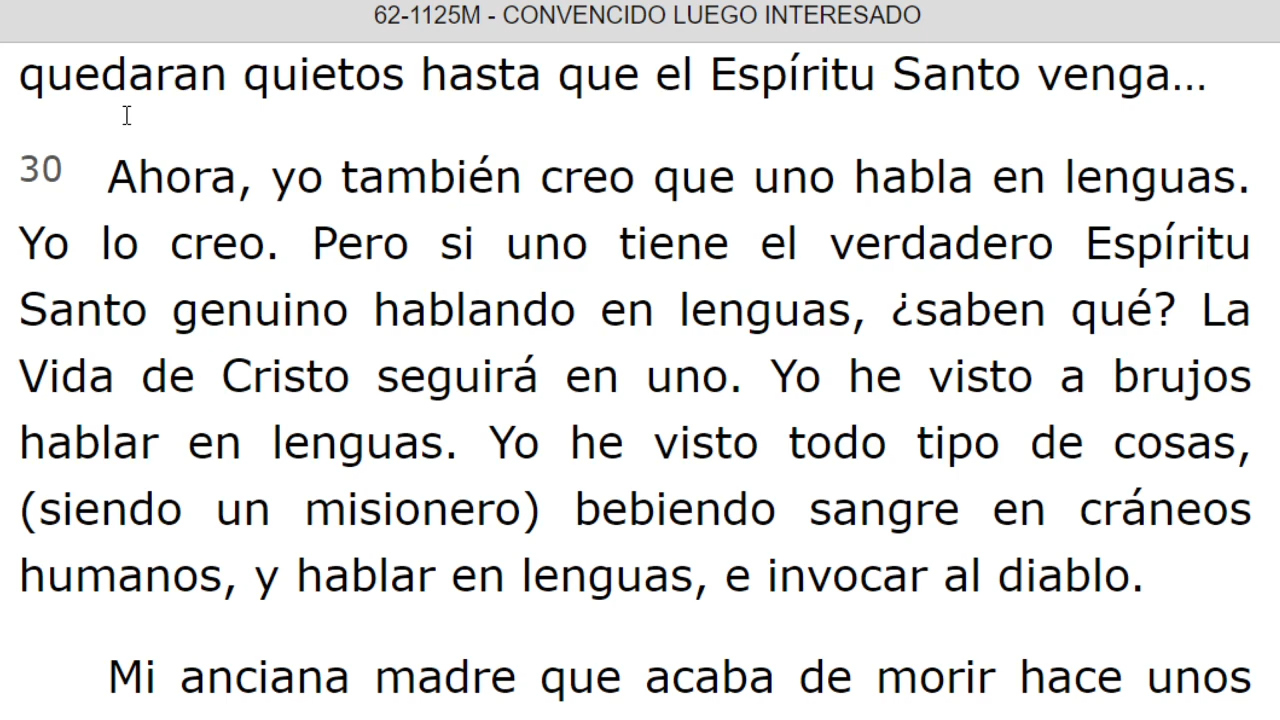 62-1125M - CONVENCIDO LUEGO INTERESADO
quedaran quietos hasta que el Espíritu Santo venga…
30 Ahora, yo también creo que uno habla en lenguas.
Yo lo creo. Pero si uno tiene el verdadero Espíritu
Santo genuino hablando en lenguas, ¿saben qué? La
Vida de Cristo seguirá en uno. Yo he visto a brujos
hablar en lenguas. Yo he visto todo tipo de cosas,
(siendo un misionero) bebiendo sangre en cráneos
humanos, y hablar en lenguas, e invocar al diablo.
Mi anciana madre que acaba de morir hace unos